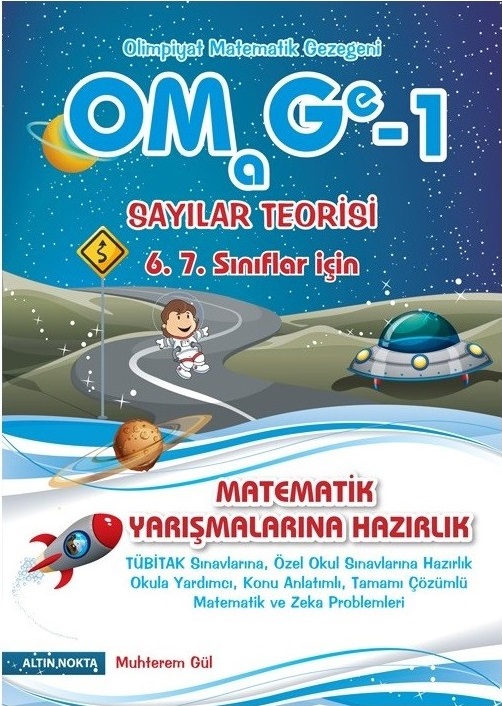 Olimpiyat Matematik Gezegeni
OMaGe-1
SAYILAR TEORİSİ
6. 7. Sınıflar için
MATEMATİK
YARIŞMALARINA HAZIRLIK
TÜBİTAK Sınavlarına, Özel Okul Sınavlarına Hazırlık
Okula Yardımcı, Konu Anlatımlı, Tamamı Çözümlü
Matematik ve Zeka Problemleri
ALTIN NOKTA Muhterem Gül